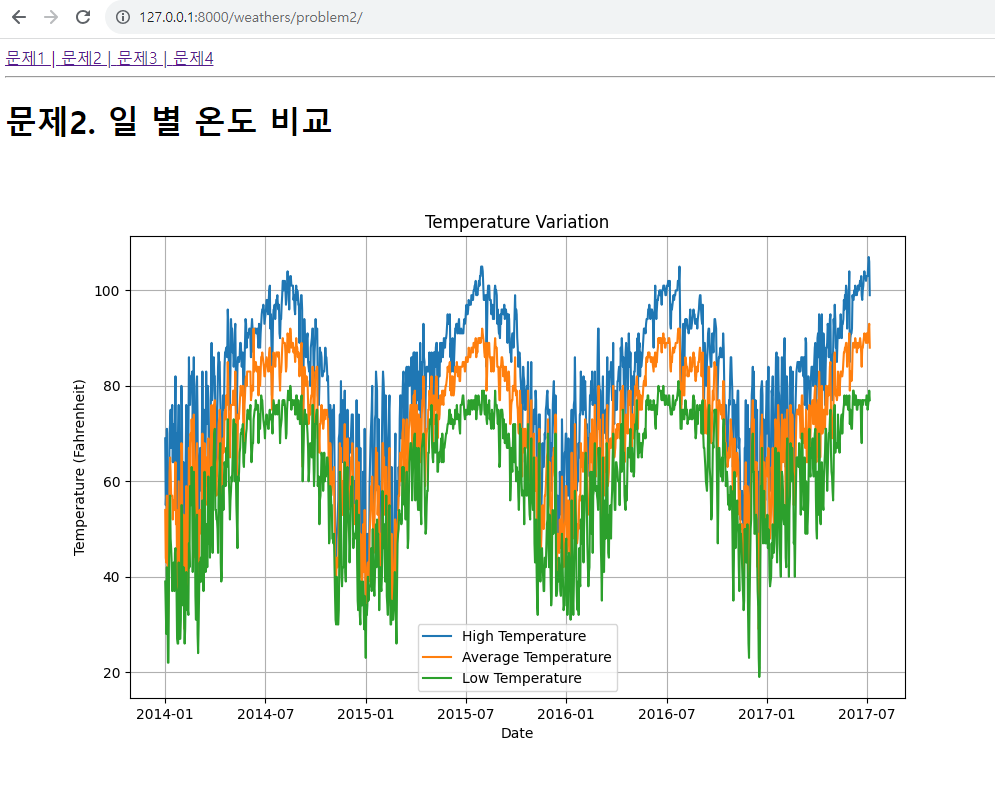 127.0.0.1:8000/weathers/problem2/
문제1 | 문제2 | 문제3 | 문제4
문제2. 일 별 온도 비교
Temperature Variation
Temperature (Fahrenheit)
100
80
60
40
20
High Temperature
Average Temperature
Low Temperature
2014-01 2014-07 2015-01 2015-07 2016-01 2016-07 2017-01 2017-07
Date